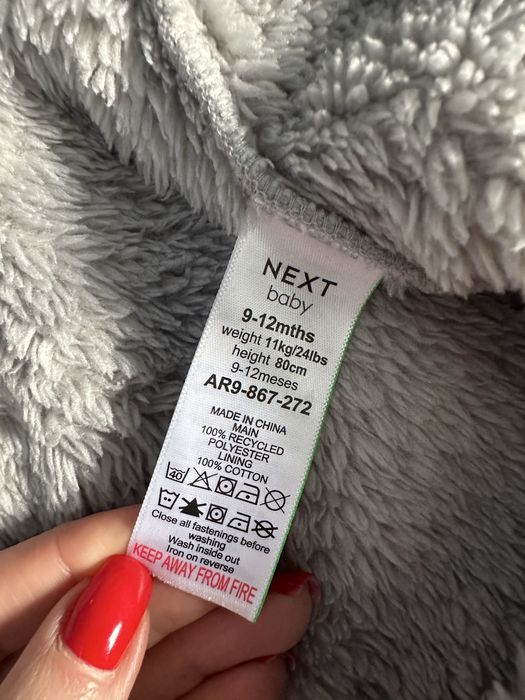 NEXT
baby
9-12mths
weight 11kg/24lbs
height 80cm
9-12meses
AR9-867-272
MADE IN CHINA
MAIN
100% RECYCLED
POLYESTER
LINING
100% COTTON
40
Close all fastenings before
washing
Wash inside out
Iron on reverse
KEEP AWAY FROM FIRE